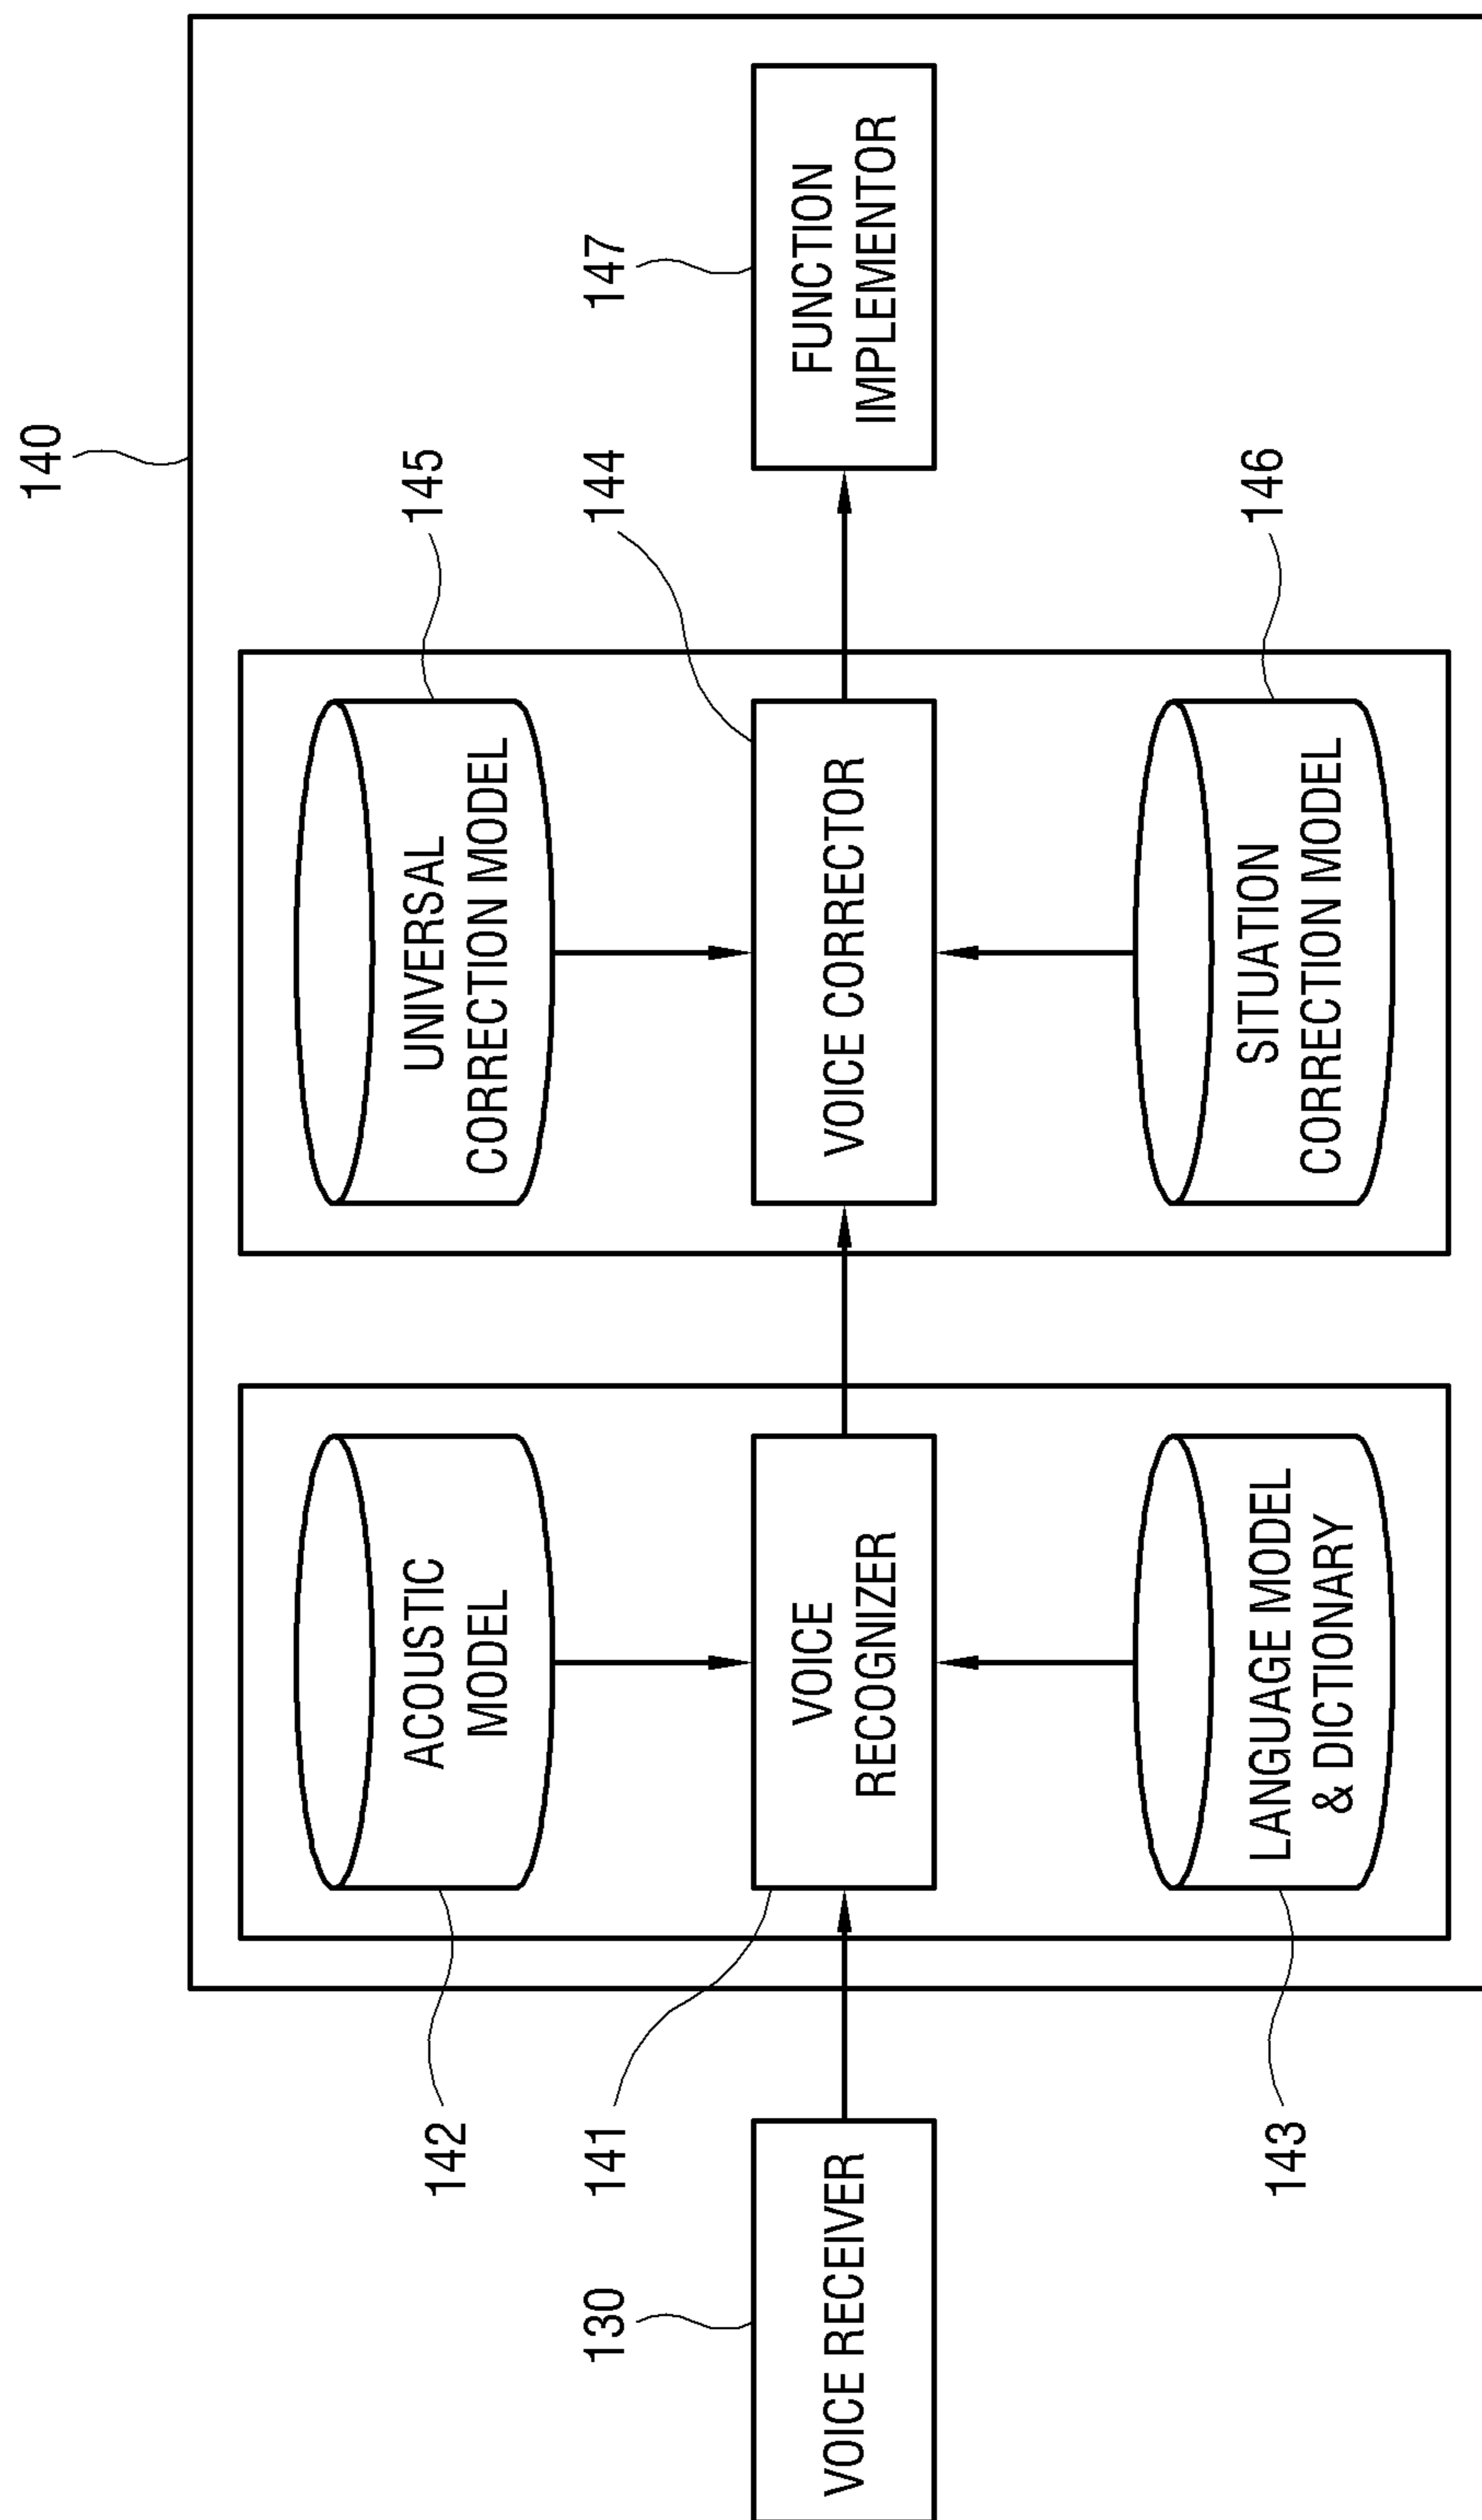 140
142
ACOUSTIC
MODEL
145
UNIVERSAL
CORRECTION MODEL
130
VOICE RECEIVER
141
VOICE
RECOGNIZER
144
VOICE CORRECTOR
147
FUNCTION
IMPLEMENTOR
143
LANGUAGE MODEL
& DICTIONARY
146
SITUATION
CORRECTION MODEL